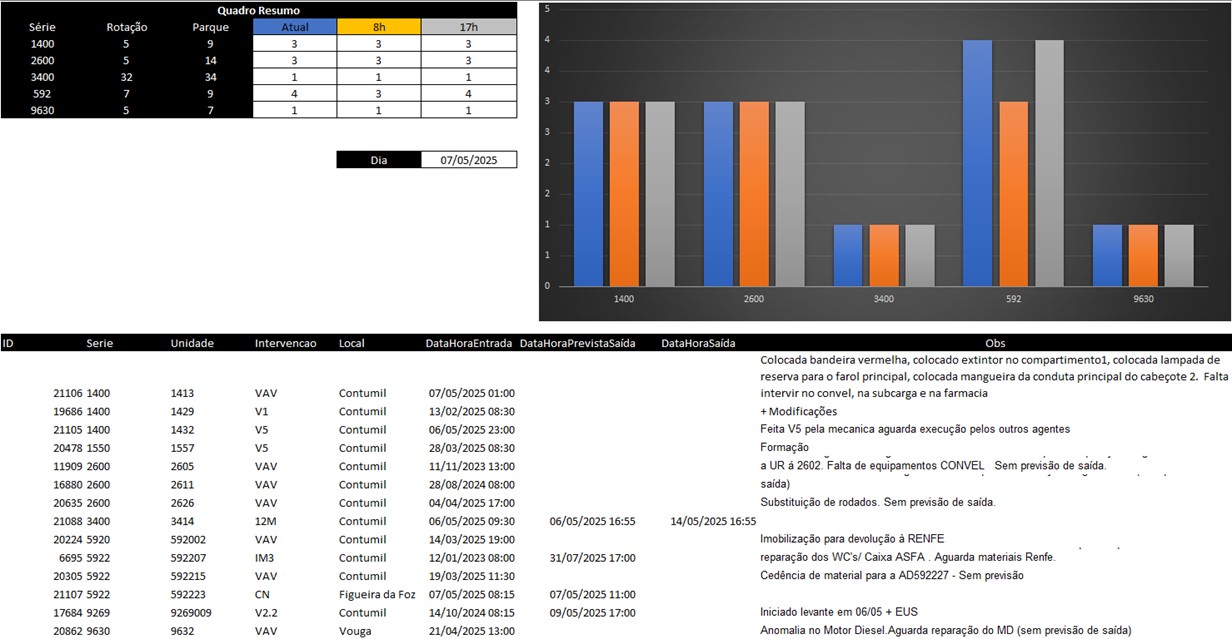 Quadro Resumo
Série Rotação Parque Atual 8h 17h
1400 5 9 3 3 3
2600 5 14 3 3 3
3400 32 34 1 1 1
592 7 9 4 3 4
9630 5 7 1 1 1
Dia 07/05/2025
5
4
4
3
3
2
2
1
1
0
1400 2600 3400 592 9630
ID Serie Unidade Intervencao Local DataHoraEntrada DataHoraPrevistaSaída DataHoraSaída Obs
Colocada bandeira vermelha, colocado extintor no compartimento1, colocada lampada de
reserva para o farol principal, colocada mangueira da conduta principal do cabeçote 2. Falta
21106 1400 1413 VAV Contumil 07/05/2025 01:00 intervir no convel, na subcarga e na farmacia
19686 1400 1429 V1 Contumil 13/02/2025 08:30 + Modificações
21105 1400 1432 V5 Contumil 06/05/2025 23:00 Feita V5 pela mecanica aguarda execução pelos outros agentes
20478 1550 1557 V5 Contumil 28/03/2025 08:30 Formação
11909 2600 2605 VAV Contumil 11/11/2023 13:00 a UR á 2602. Falta de equipamentos CONVEL Sem previsão de saída.
16880 2600 2611 VAV Contumil 28/08/2024 08:00 saída)
20635 2600 2626 VAV Contumil 04/04/2025 17:00 Substituição de rodados. Sem previsão de saída.
21088 3400 3414 12M Contumil 06/05/2025 09:30 06/05/2025 16:55 14/05/2025 16:55
20224 5920 592002 VAV Contumil 14/03/2025 19:00 Imobilização para devolução à RENFE
6695 5922 592207 IM3 Contumil 12/01/2023 08:00 31/07/2025 17:00 reparação dos WC's/ Caixa ASFA . Aguarda materiais Renfe.
20305 5922 592215 VAV Contumil 19/03/2025 11:30 Cedência de material para a AD592227 - Sem previsão
21107 5922 592223 CN Figueira da Foz 07/05/2025 08:15 07/05/2025 11:00
17684 9269 9269009 V2.2 Contumil 14/10/2024 08:15 09/05/2025 17:00 Iniciado levante em 06/05 + EUS
20862 9630 9632 VAV Vouga 21/04/2025 13:00 Anomalia no Motor Diesel.Aguarda reparação do MD (sem previsão de saída)